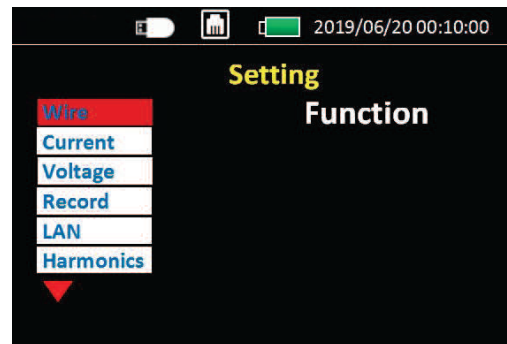 2019/06/20 00:10:00
Setting
Function
Wire
Current
Voltage
Record
LAN
Harmonics